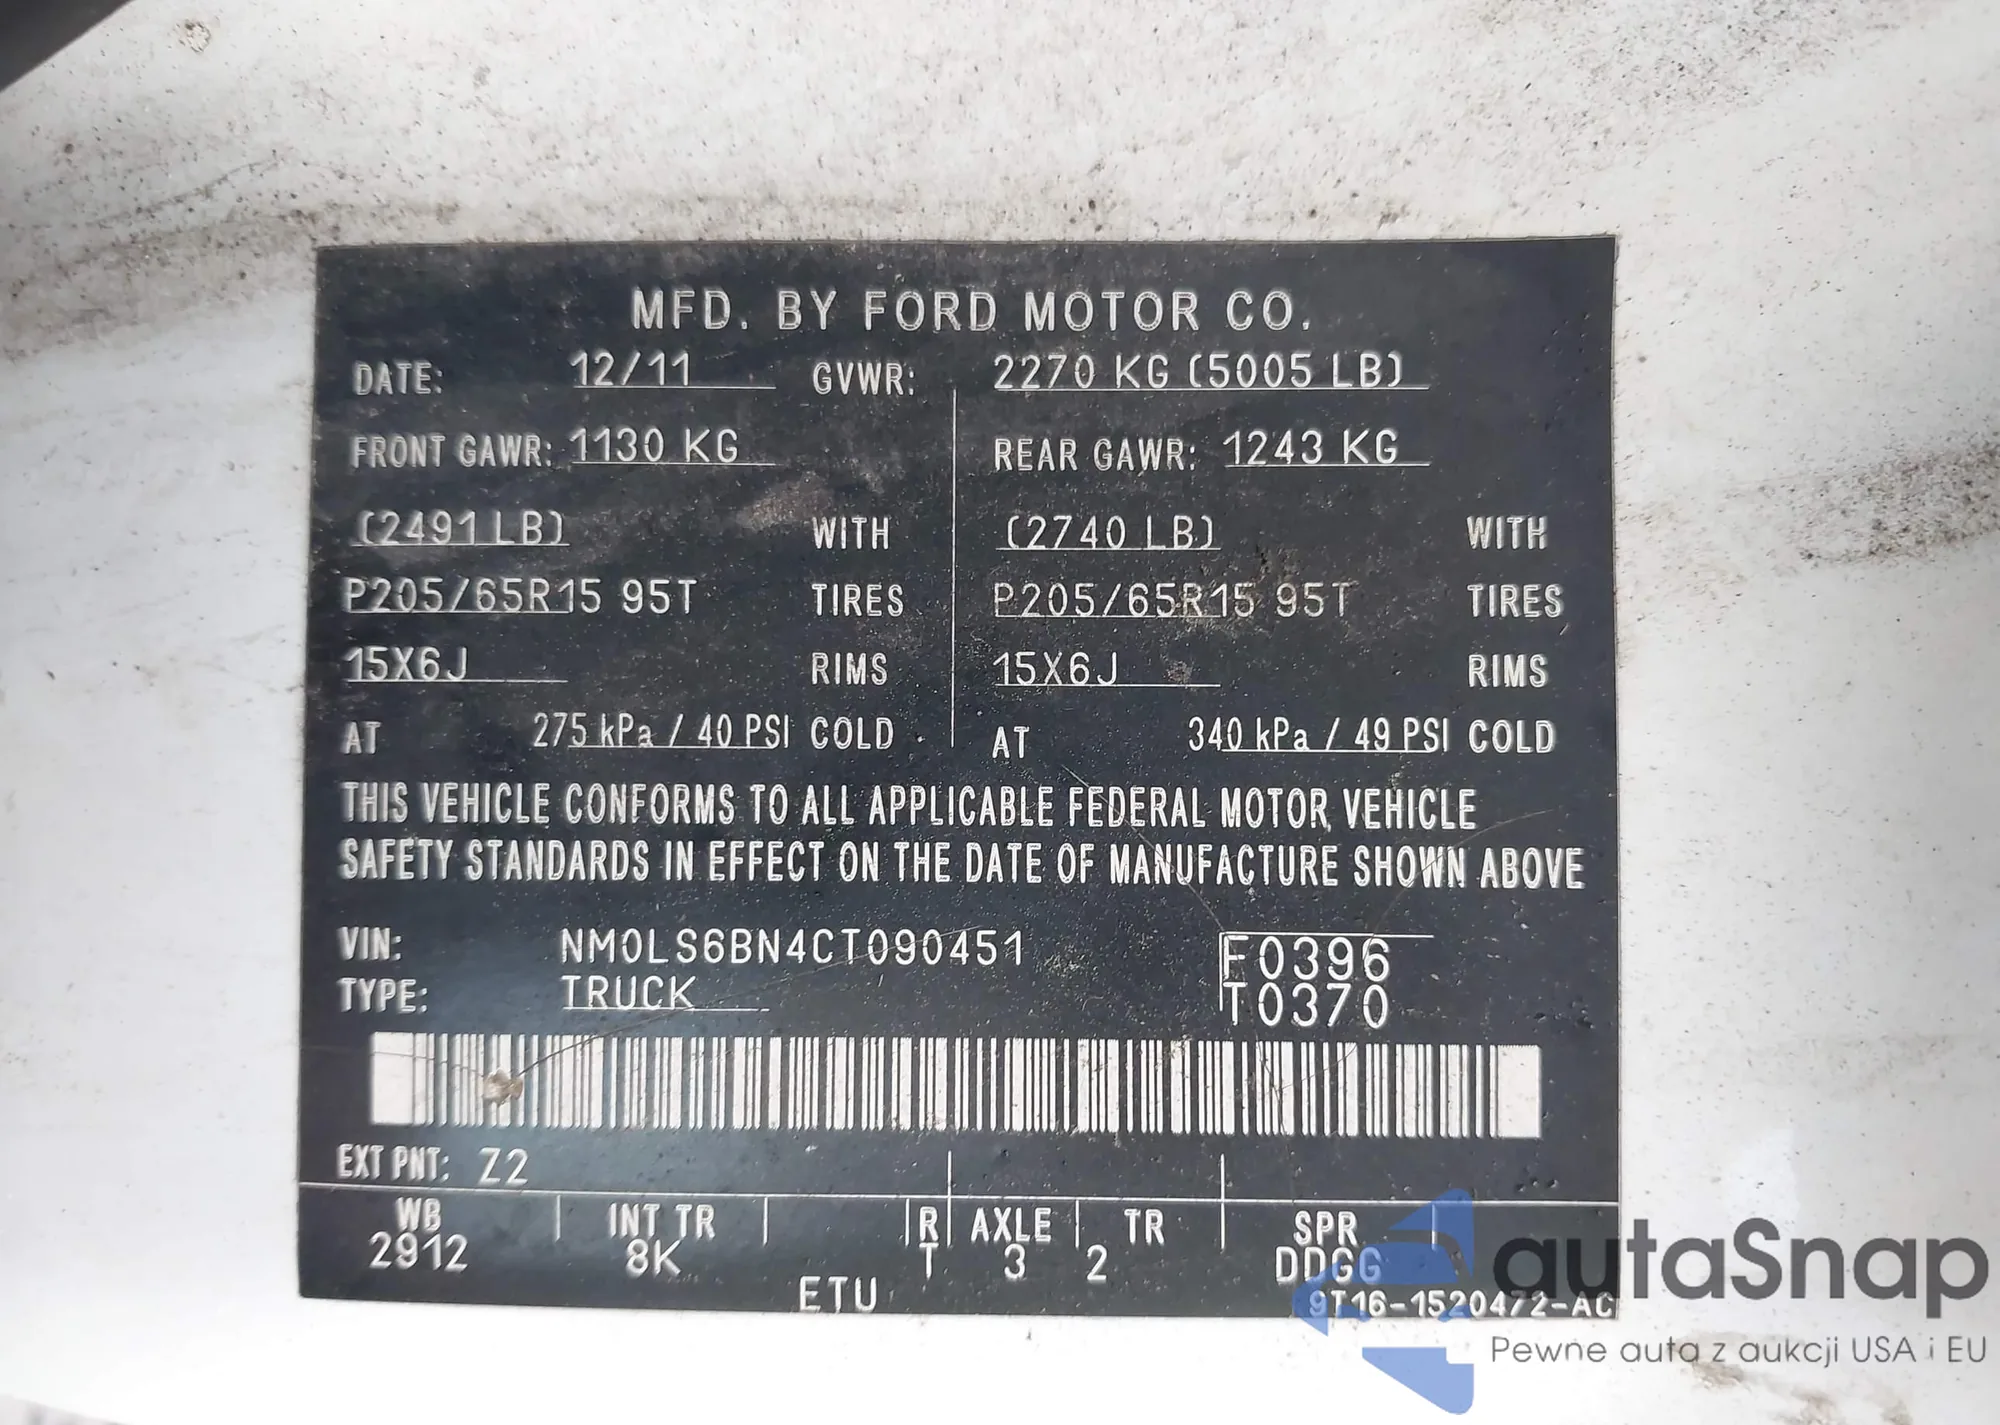 MFD. BY FORD MOTOR CO.
DATE: 12/11 GVWR: 2270 KG (5005 LB)
FRONT GAWR: 1130 KG REAR GAWR: 1243 KG
(2491 LB) WITH (2740 LB) WITH
P205/65R15 95T TIRES P205/65R15 95T TIRES
15X6J RIMS 15X6J RIMS
AT 275 kPa / 40 PSI COLD AT 340 kPa / 49 PSI COLD
THIS VEHICLE CONFORMS TO ALL APPLICABLE FEDERAL MOTOR VEHICLE
SAFETY STANDARDS IN EFFECT ON THE DATE OF MANUFACTURE SHOWN ABOVE
VIN: NM0LS6BN4CT090451 F0396
TYPE: TRUCK T0370
EXT PNT: Z2
WB INT TR R AXLE TR SPR
2912 8K T 3 2 DDGG
ETU 9T16-1520472-AC
autaSnap
Pewne auta z aukcji USA i EU